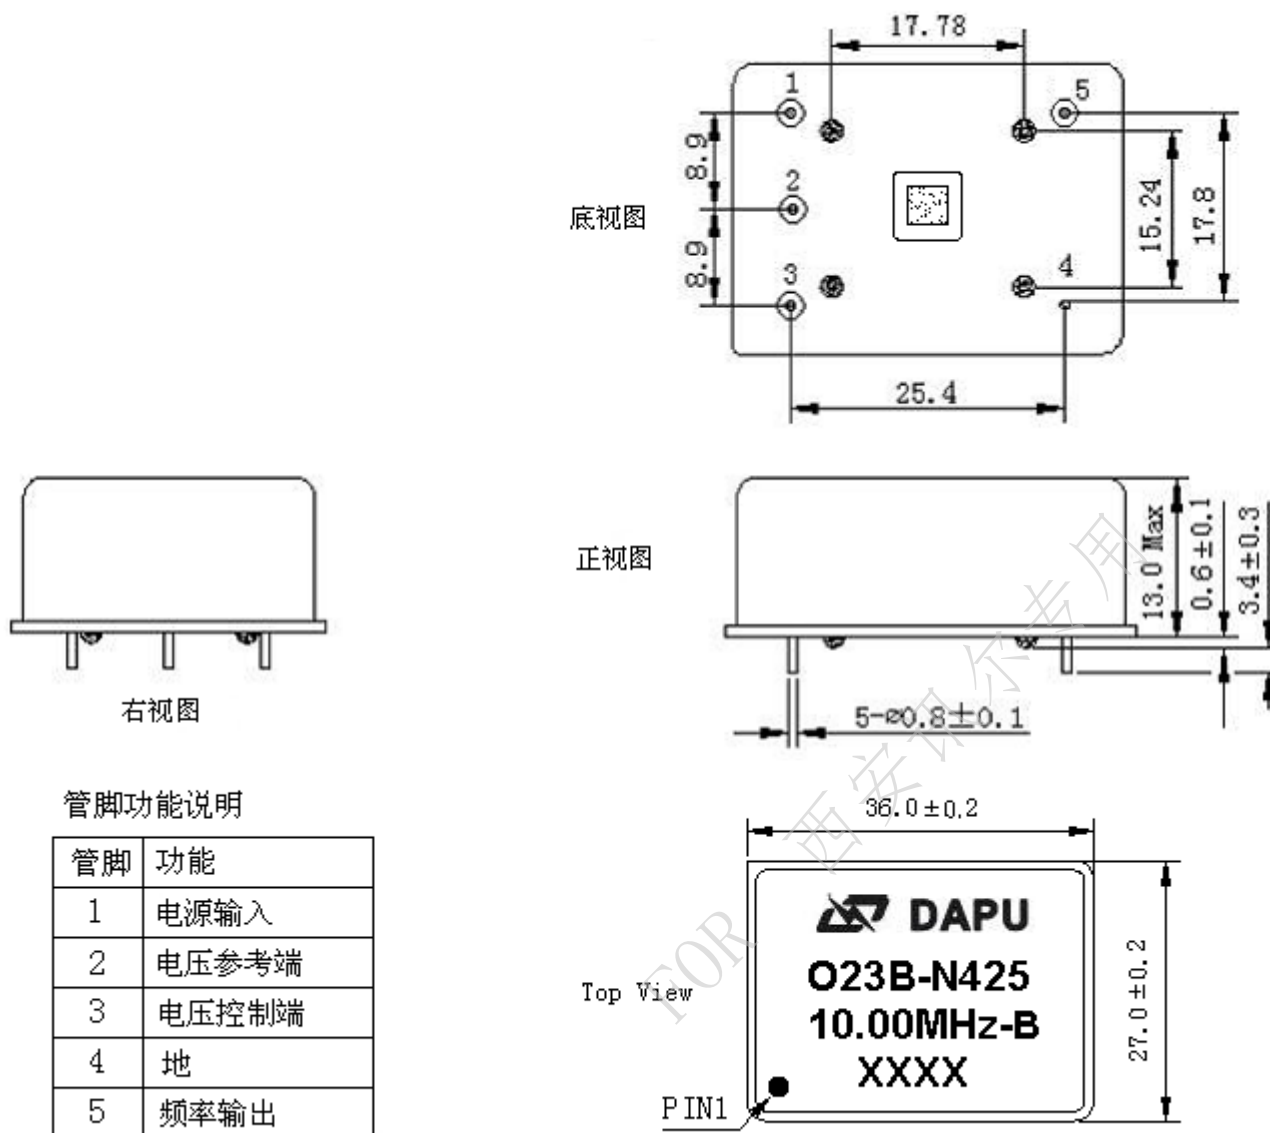 17.78
1
5
8.9
2
底视图
15.24
17.8
8.9
3
4
25.4
正视图
13.0 Max
0.6±0.1
3.4±0.3
右视图
5-⌀0.8±0.1
管脚功能说明
管脚 功能
1 电源输入
2 电压参考端
3 电压控制端
4 地
5 频率输出
36.0±0.2
DAPU
O23B-N425
10.00MHz-B
XXXX
Top View
27.0±0.2
PIN1
FOR 西安讯尔专用